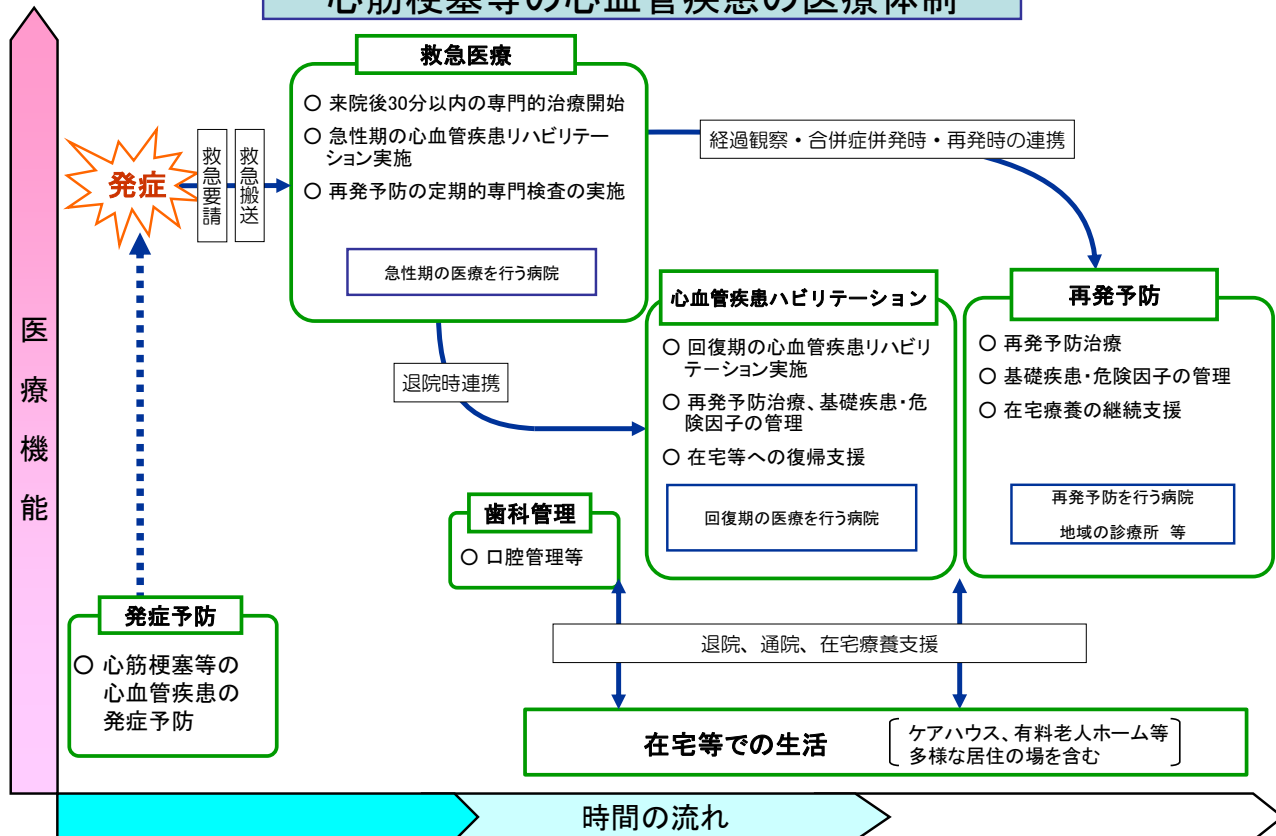 心筋梗塞等の心血管疾患の医療体制
救急医療
○ 来院後30分以内の専門的治療開始
○ 急性期の心血管疾患リハビリテー
ション実施
○ 再発予防の定期的専門検査の実施
急性期の医療を行う病院
経過観察・合併症併発時・再発時の連携
発症
救急要請
救急搬送
医療機能
心血管疾患ハビリテーション
○ 回復期の心血管疾患リハビリ
テーション実施
○ 再発予防治療、基礎疾患・危
険因子の管理
○ 在宅等への復帰支援
回復期の医療を行う病院
再発予防
○ 再発予防治療
○ 基礎疾患・危険因子の管理
○ 在宅療養の継続支援
再発予防を行う病院
地域の診療所 等
退院時連携
歯科管理
○ 口腔管理等
発症予防
○ 心筋梗塞等の
心血管疾患の
発症予防
退院、通院、在宅療養支援
在宅等での生活
ケアハウス、有料老人ホーム等
多様な居住の場を含む
時間の流れ